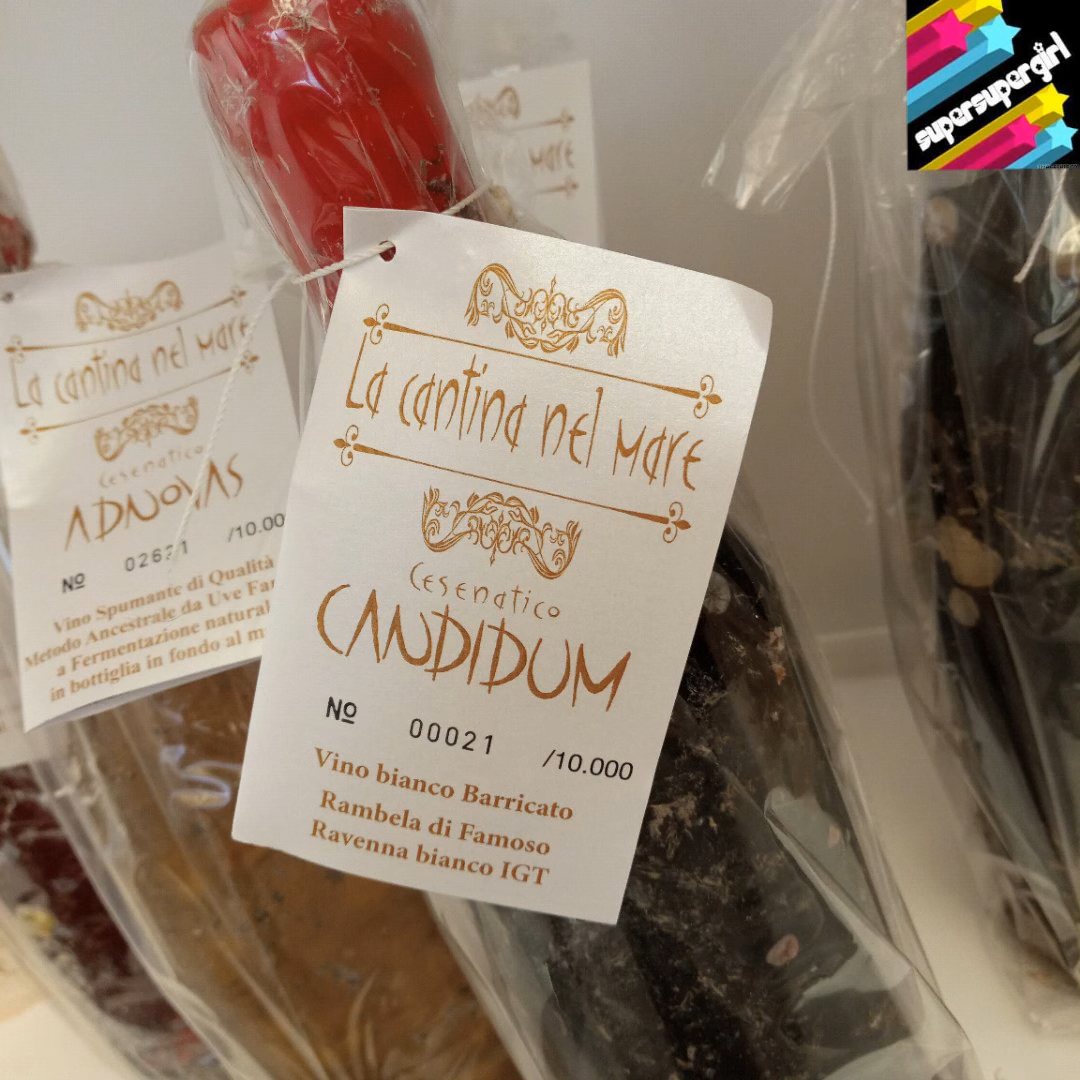 supersupergirl
MARE
La cantina nel MARE
Cesenatico
ADNOVAS
Nº /10.00
Vino Spumante di Qualità
Metodo Ancestrale da Uve
a Fermentazione
in bottiglia in fondo al
La cantina nel MARE
Cesenatico
CANDIDUM
Nº 00021 /10.000
Vino bianco Barricato
Rambela di Famoso
Ravenna bianco IGT